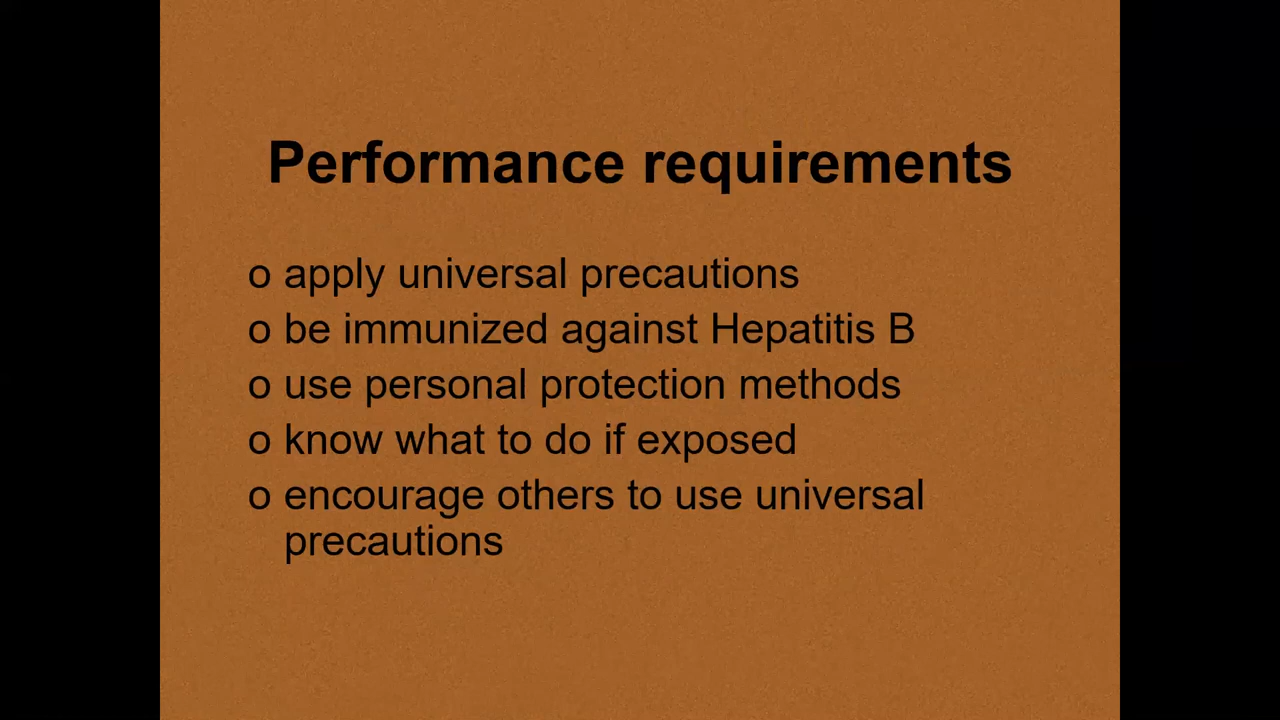 Performance requirements
o apply universal precautions
o be immunized against Hepatitis B
o use personal protection methods
o know what to do if exposed
o encourage others to use universal
precautions